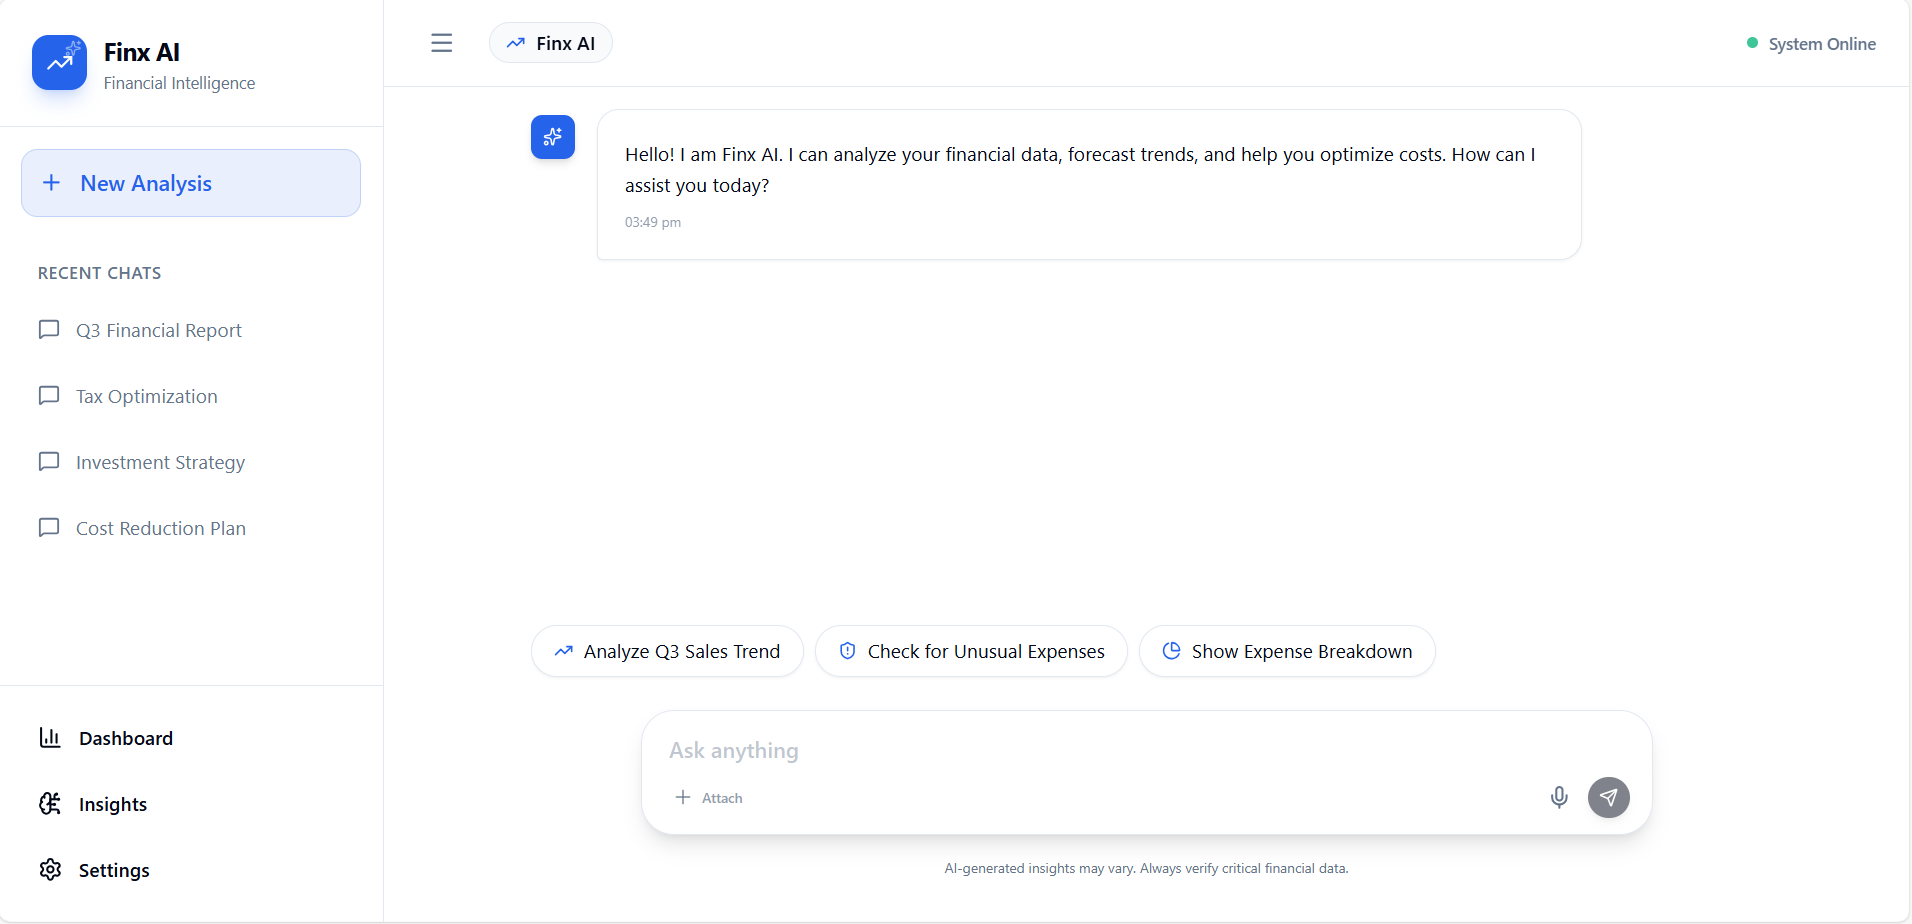 Finx AI
Financial Intelligence
New Analysis
RECENT CHATS
Q3 Financial Report
Tax Optimization
Investment Strategy
Cost Reduction Plan
Dashboard
Insights
Settings
Finx AI
System Online
Hello! I am Finx AI. I can analyze your financial data, forecast trends, and help you optimize costs. How can I
assist you today?
03:49 pm
Analyze Q3 Sales Trend
Check for Unusual Expenses
Show Expense Breakdown
Ask anything
Attach
AI-generated insights may vary. Always verify critical financial data.